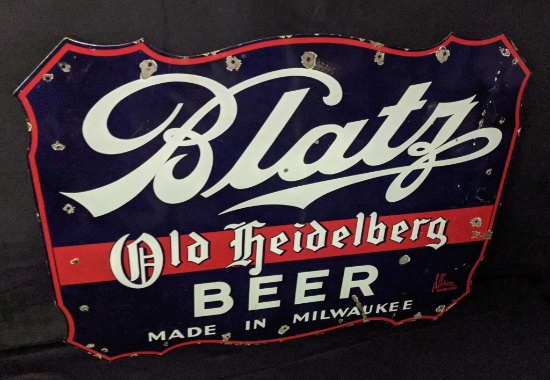 Blatz
Old Heidelberg
BEER
MADE IN MILWAUKEE